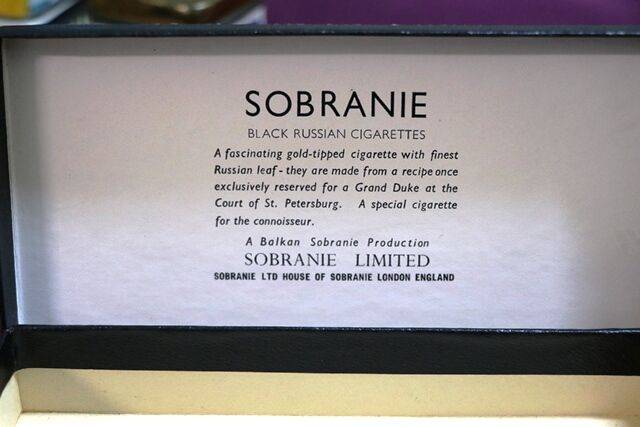 SOBRANIE
BLACK RUSSIAN CIGARETTES
A fascinating gold-tipped cigarette with finest
Russian leaf - they are made from a recipe once
exclusively reserved for a Grand Duke at the
Court of St. Petersburg. A special cigarette
for the connoisseur.
A Balkan Sobranie Production
SOBRANIE LIMITED
SOBRANIE LTD HOUSE OF SOBRANIE LONDON ENGLAND